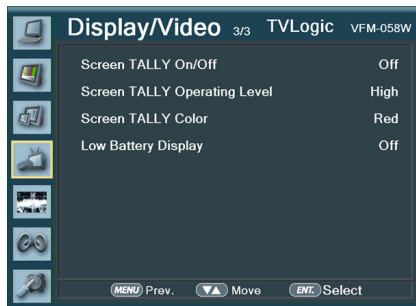 Display/Video 3/3 TVLogic VFM-058W
Screen TALLY On/Off Off
Screen TALLY Operating Level High
Screen TALLY Color Red
Low Battery Display Off
MENU Prev. ▼▲ Move ENT. Select